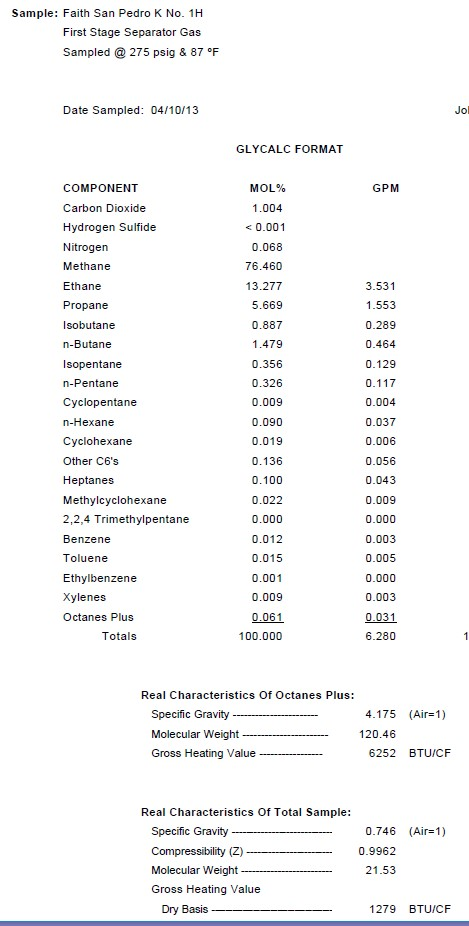 Sample: Faith San Pedro K No. 1H
First Stage Separator Gas
Sampled @ 275 psig & 87 ºF
Date Sampled: 04/10/13
GLYCALC FORMAT
COMPONENT MOL% GPM
Carbon Dioxide 1.004
Hydrogen Sulfide < 0.001
Nitrogen 0.068
Methane 76.460
Ethane 13.277 3.531
Propane 5.669 1.553
Isobutane 0.887 0.289
n-Butane 1.479 0.464
Isopentane 0.356 0.129
n-Pentane 0.326 0.117
Cyclopentane 0.009 0.004
n-Hexane 0.090 0.037
Cyclohexane 0.019 0.006
Other C6's 0.136 0.056
Heptanes 0.100 0.043
Methylcyclohexane 0.022 0.009
2,2,4 Trimethylpentane 0.000 0.000
Benzene 0.012 0.003
Toluene 0.015 0.005
Ethylbenzene 0.001 0.000
Xylenes 0.009 0.003
Octanes Plus 0.061 0.031
Totals 100.000 6.280
Real Characteristics Of Octanes Plus:
Specific Gravity ----------------------- 4.175 (Air=1)
Molecular Weight ----------------------- 120.46
Gross Heating Value ----------------- 6252 BTU/CF
Real Characteristics Of Total Sample:
Specific Gravity --------------------------- 0.746 (Air=1)
Compressibility (Z) ----------------------- 0.9962
Molecular Weight ------------------------ 21.53
Gross Heating Value
Dry Basis -------------------------------- 1279 BTU/CF